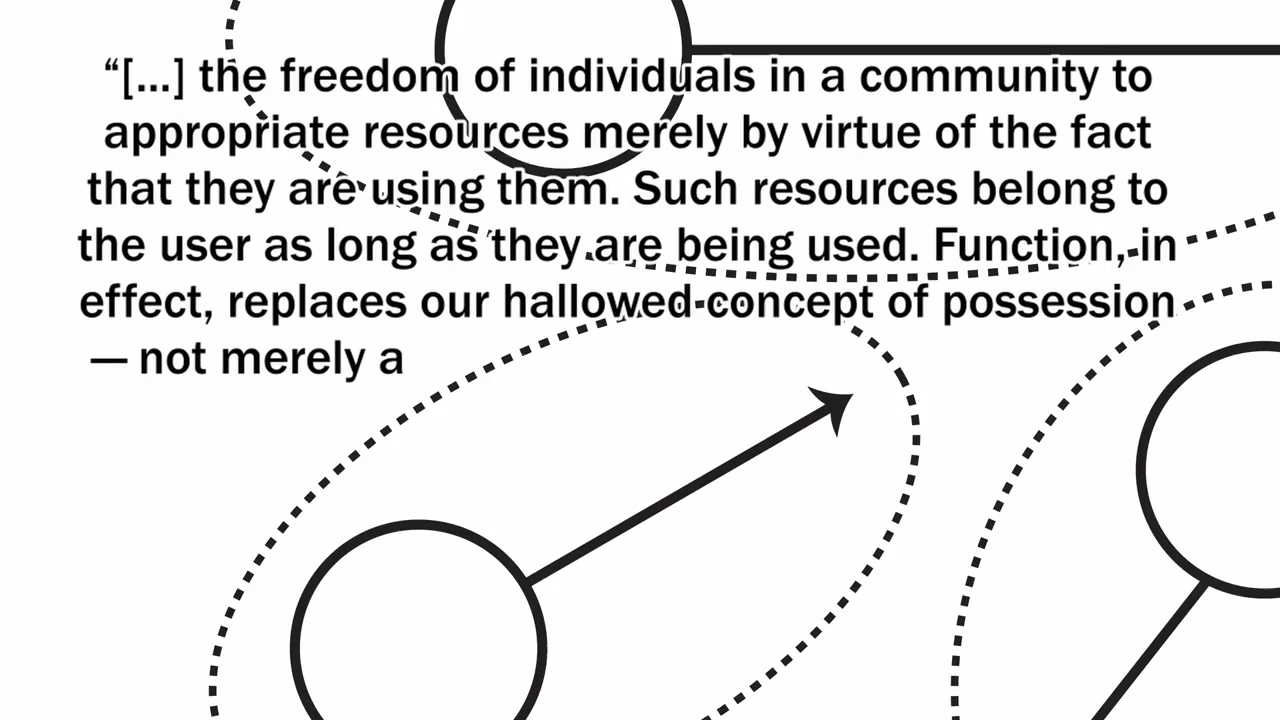 “[...] the freedom of individuals in a community to
appropriate resources merely by virtue of the fact
that they are using them. Such resources belong to
the user as long as they are being used. Function, in
effect, replaces our hallowed concept of possession
— not merely a